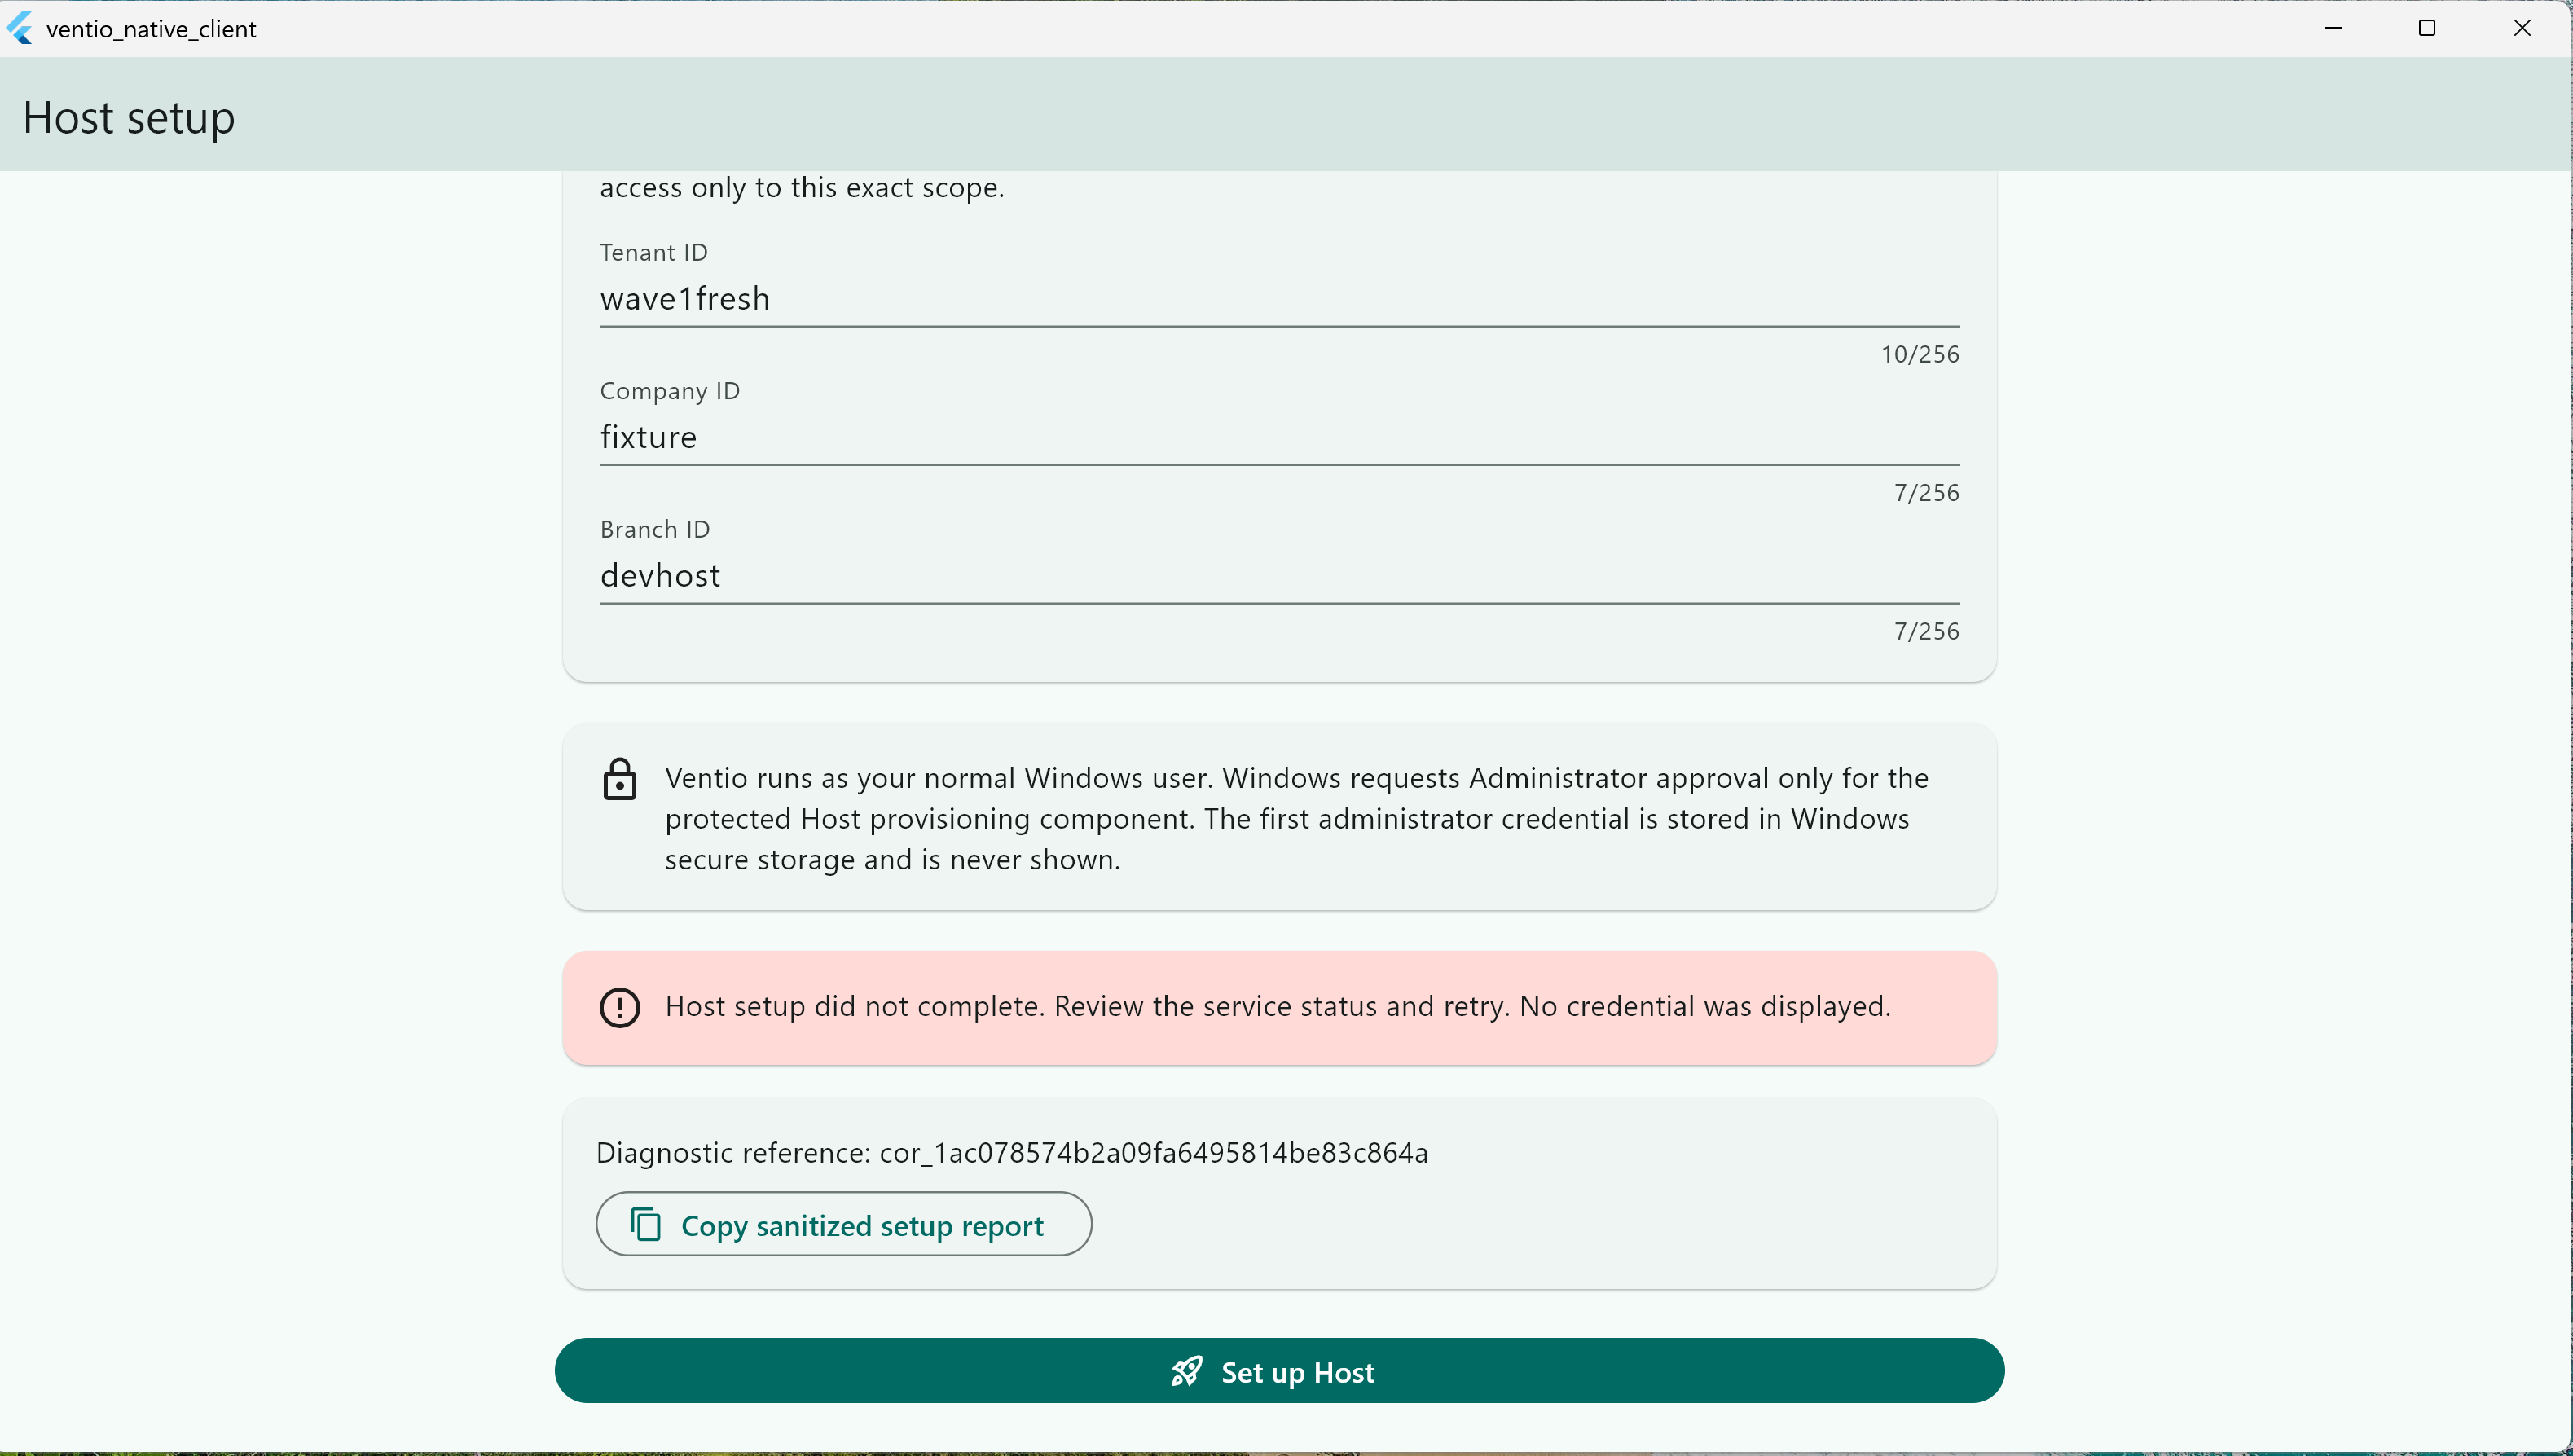 ventio_native_client
Host setup
access only to this exact scope.
Tenant ID
wave1fresh
10/256
Company ID
fixture
7/256
Branch ID
devhost
7/256
Ventio runs as your normal Windows user. Windows requests Administrator approval only for the
protected Host provisioning component. The first administrator credential is stored in Windows
secure storage and is never shown.
Host setup did not complete. Review the service status and retry. No credential was displayed.
Diagnostic reference: cor_1ac078574b2a09fa6495814be83c864a
Copy sanitized setup report
Set up Host